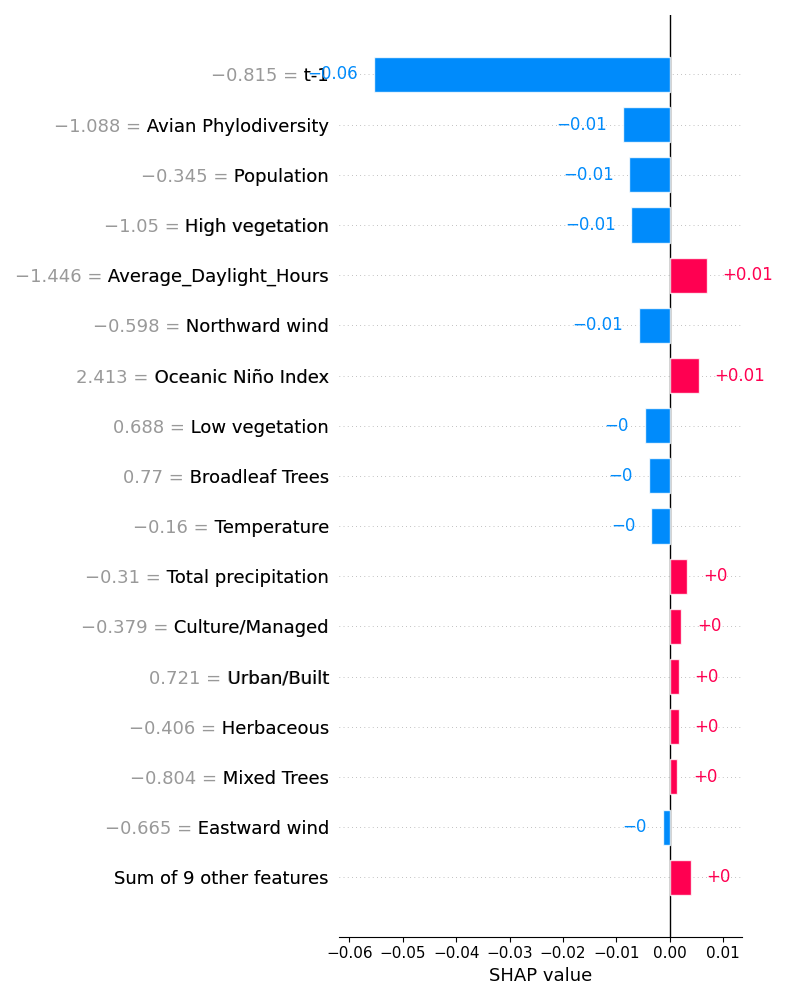 −0.815 = t-1 −0.06
−1.088 = Avian Phylodiversity −0.01
−0.345 = Population −0.01
−1.05 = High vegetation −0.01
−1.446 = Average_Daylight_Hours +0.01
−0.598 = Northward wind −0.01
2.413 = Oceanic Niño Index +0.01
0.688 = Low vegetation −0
0.77 = Broadleaf Trees −0
−0.16 = Temperature −0
−0.31 = Total precipitation +0
−0.379 = Culture/Managed +0
0.721 = Urban/Built +0
−0.406 = Herbaceous +0
−0.804 = Mixed Trees +0
−0.665 = Eastward wind −0
Sum of 9 other features +0
−0.06 −0.05 −0.04 −0.03 −0.02 −0.01 0.00 0.01
SHAP value